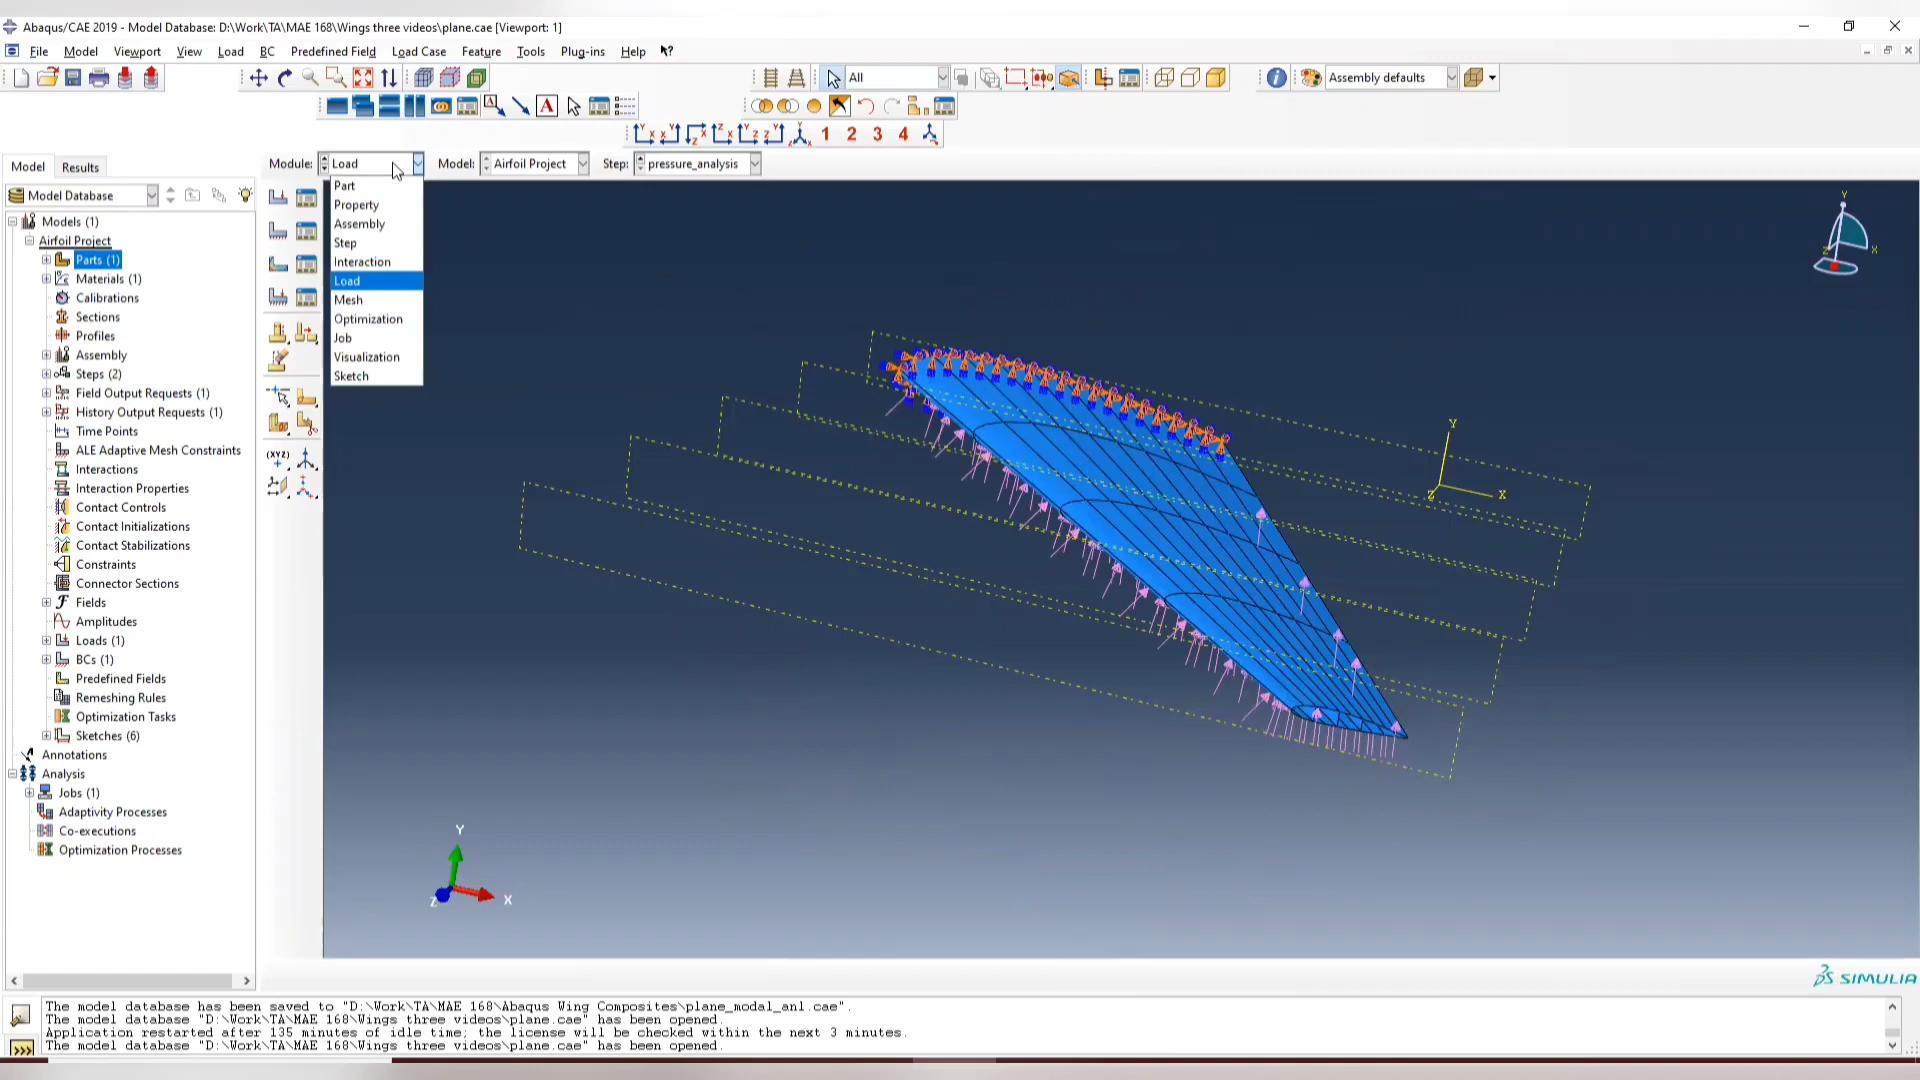 Abaqus/CAE 2019 - Model Database: D:\Work\TA\MAE 168\Wings three videos\plane.cae [Viewport: 1]
File Model Viewport View Load BC Predefined Field Load Case Feature Tools Plug-ins Help ?
All
Assembly defaults
A
1 2 3 4
Model Results
Module: Load Model: Airfoil Project Step: pressure_analysis
Model Database
Part
Property
Assembly
Step
Interaction
Load
Mesh
Optimization
Job
Visualization
Sketch
Models (1)
Airfoil Project
Parts (1)
Materials (1)
Calibrations
Sections
Profiles
Assembly
Steps (2)
Field Output Requests (1)
History Output Requests (1)
Time Points
ALE Adaptive Mesh Constraints
Interactions
Interaction Properties
Contact Controls
Contact Initializations
Contact Stabilizations
Constraints
Connector Sections
Fields
Amplitudes
Loads (1)
BCs (1)
Predefined Fields
Remeshing Rules
Optimization Tasks
Sketches (6)
Annotations
Analysis
Jobs (1)
Adaptivity Processes
Co-executions
Optimization Processes
(XYZ)
Y
Z
X
Y
Z
X
Y
Z
X
SIMULIA
The model database has been saved to "D:\Work\TA\MAE 168\Abaqus Wing Composites\plane_modal_anl.cae".
The model database "D:\Work\TA\MAE 168\Wings three videos\plane.cae" has been opened.
Application restarted after 135 minutes of idle time; the license will be checked within the next 3 minutes.
The model database "D:\Work\TA\MAE 168\Wings three videos\plane.cae" has been opened.
>>>